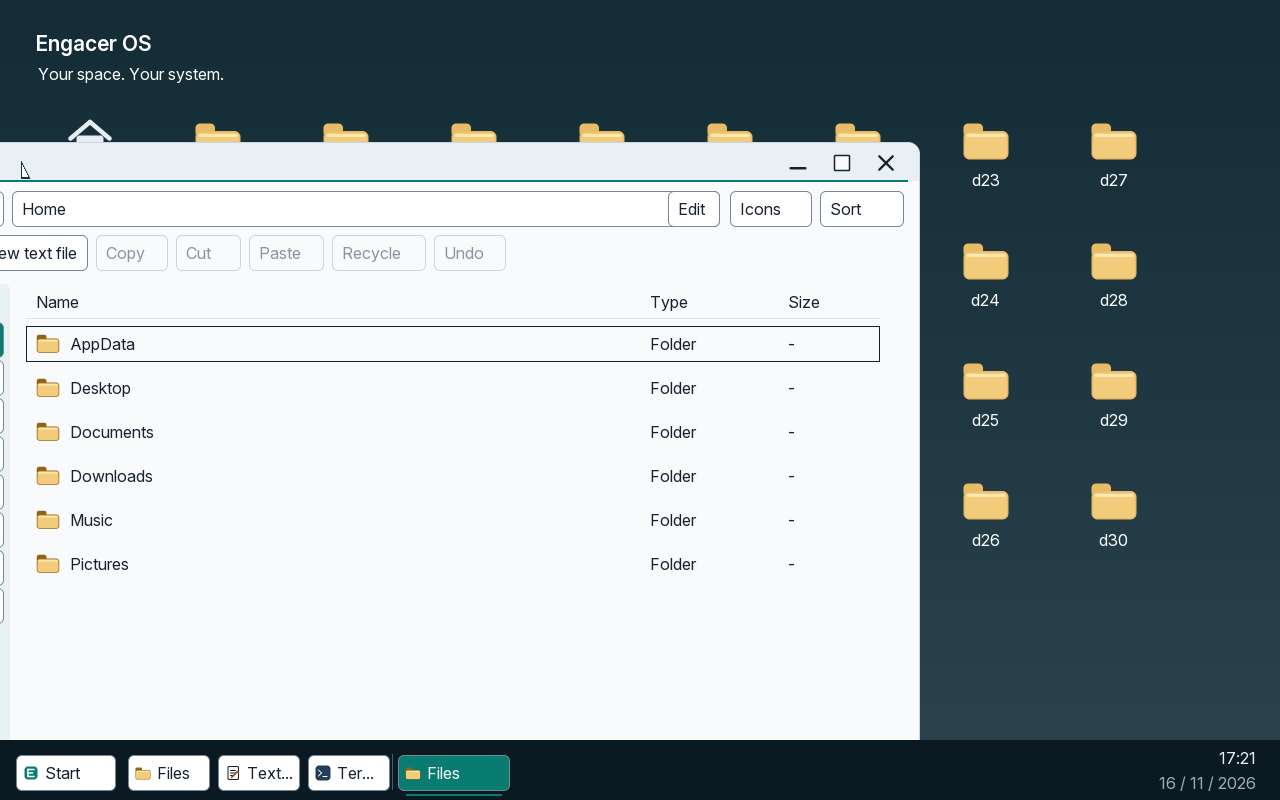 Engacer OS
Your space. Your system.
d23
d27
Home
Edit
Icons
Sort
ew text file
Copy
Cut
Paste
Recycle
Undo
Name Type Size
AppData Folder -
Desktop Folder -
Documents Folder -
Downloads Folder -
Music Folder -
Pictures Folder -
d24
d28
d25
d29
d26
d30
Start
Files
Text...
Ter...
Files
17:21
16 / 11 / 2026